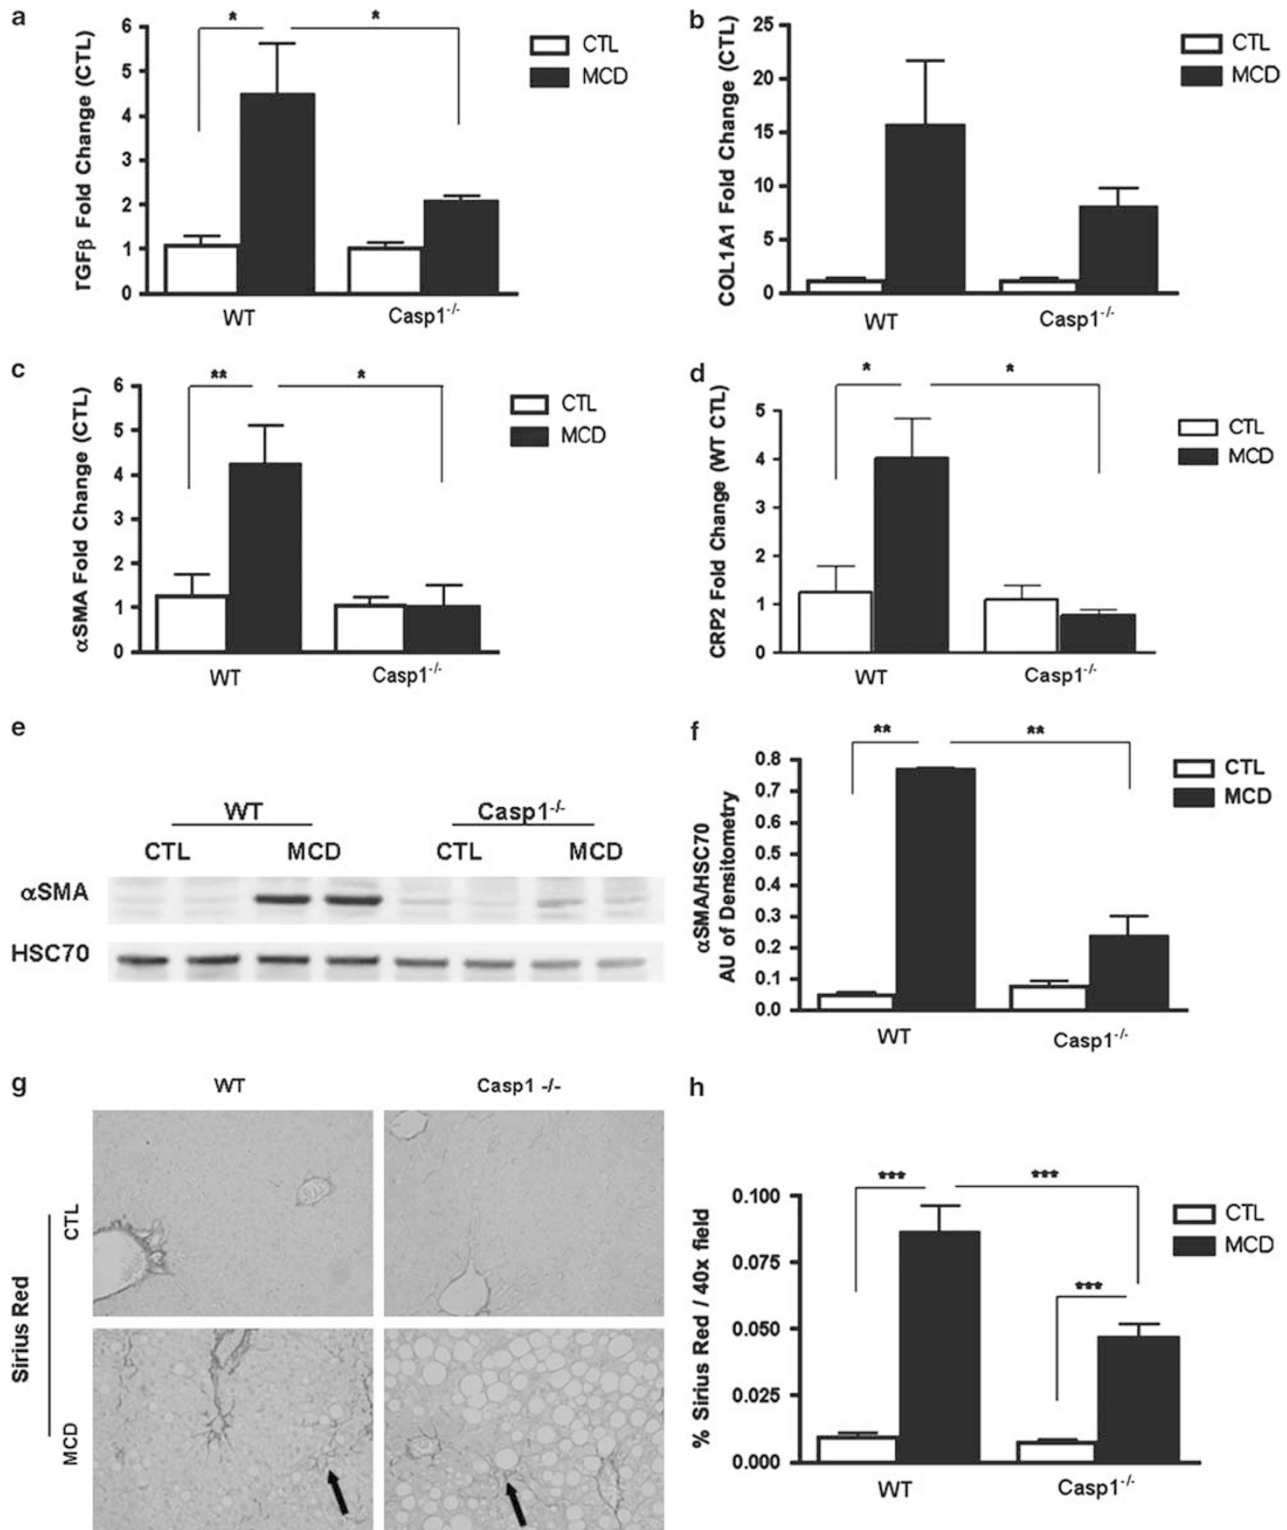 a
*
*
TGFβ Fold Change (CTL)
6
5
4
3
2
1
0
WT
Casp1-/-
CTL
MCD
b
COL1A1 Fold Change (CTL)
25
20
15
10
5
0
WT
Casp1-/-
CTL
MCD
c
**
*
αSMA Fold Change (CTL)
6
5
4
3
2
1
0
WT
Casp1-/-
CTL
MCD
d
*
*
CRP2 Fold Change (WT CTL)
5
4
3
2
1
0
WT
Casp1-/-
CTL
MCD
e
WT
Casp1-/-
CTL MCD CTL MCD
αSMA
HSC70
f
**
**
αSMA/HSC70
AU of Densitometry
0.8
0.7
0.6
0.5
0.4
0.3
0.2
0.1
0.0
WT
Casp1-/-
CTL
MCD
g
WT
Casp1 -/-
Sirius Red
CTL
MCD
h
***
***
***
% Sirius Red / 40x field
0.100
0.075
0.050
0.025
0.000
WT
Casp1-/-
CTL
MCD